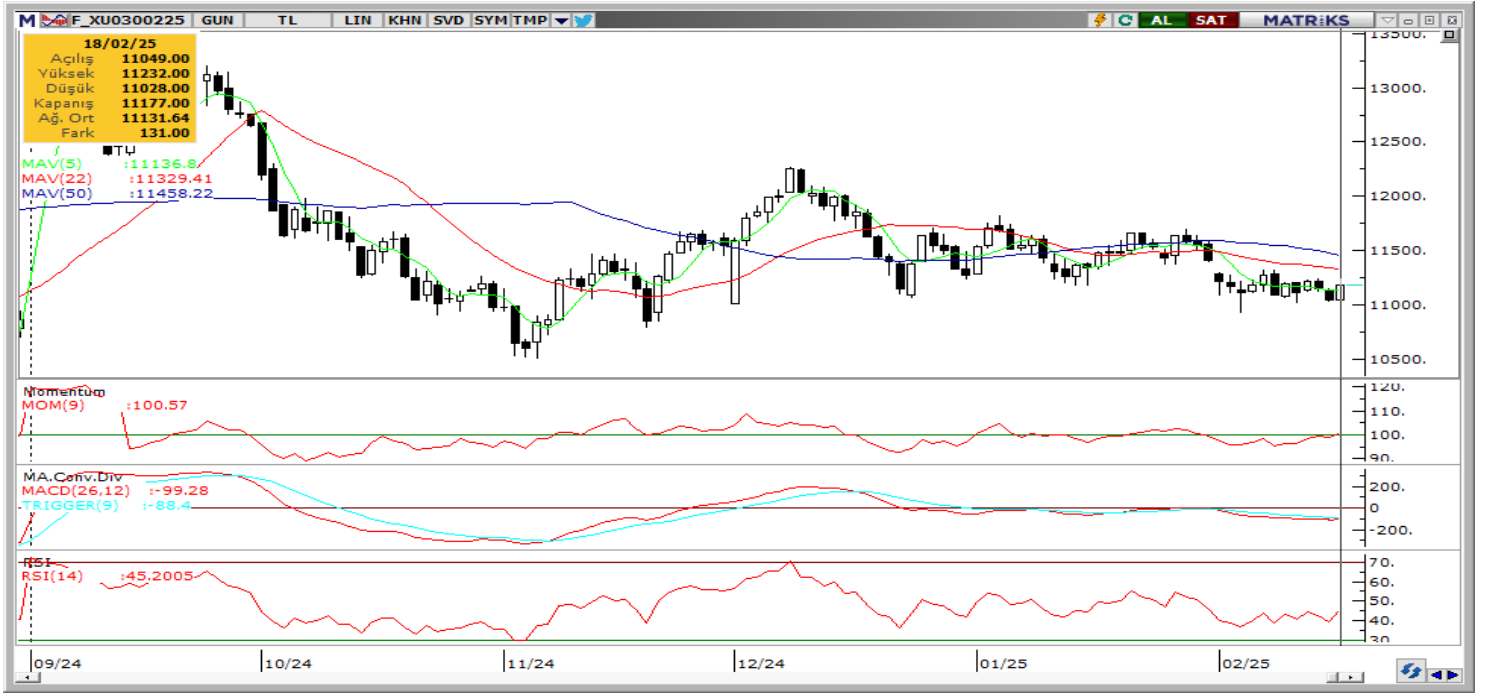 M F_XU0300225 GUN TL LIN KHN SVD SYM TMP AL SAT MATRiKS
18/02/25
Açılış 11049.00
Yüksek 11232.00
Düşük 11028.00
Kapanış 11177.00
Ağ. Ort 11131.64
Fark 131.00
MAV(5) :11136.8
MAV(22) :11329.41
MAV(50) :11458.22
13500.
13000.
12500.
12000.
11500.
11000.
10500.
Momentum
MOM(9) :100.57
120.
110.
100.
90.
MA.Conv.Div
MACD(26,12) :-99.28
TRIGGER(9) :-88.4
200.
0
-200.
RSI
RSI(14) :45.2005
70.
60.
50.
40.
30
09/24 10/24 11/24 12/24 01/25 02/25